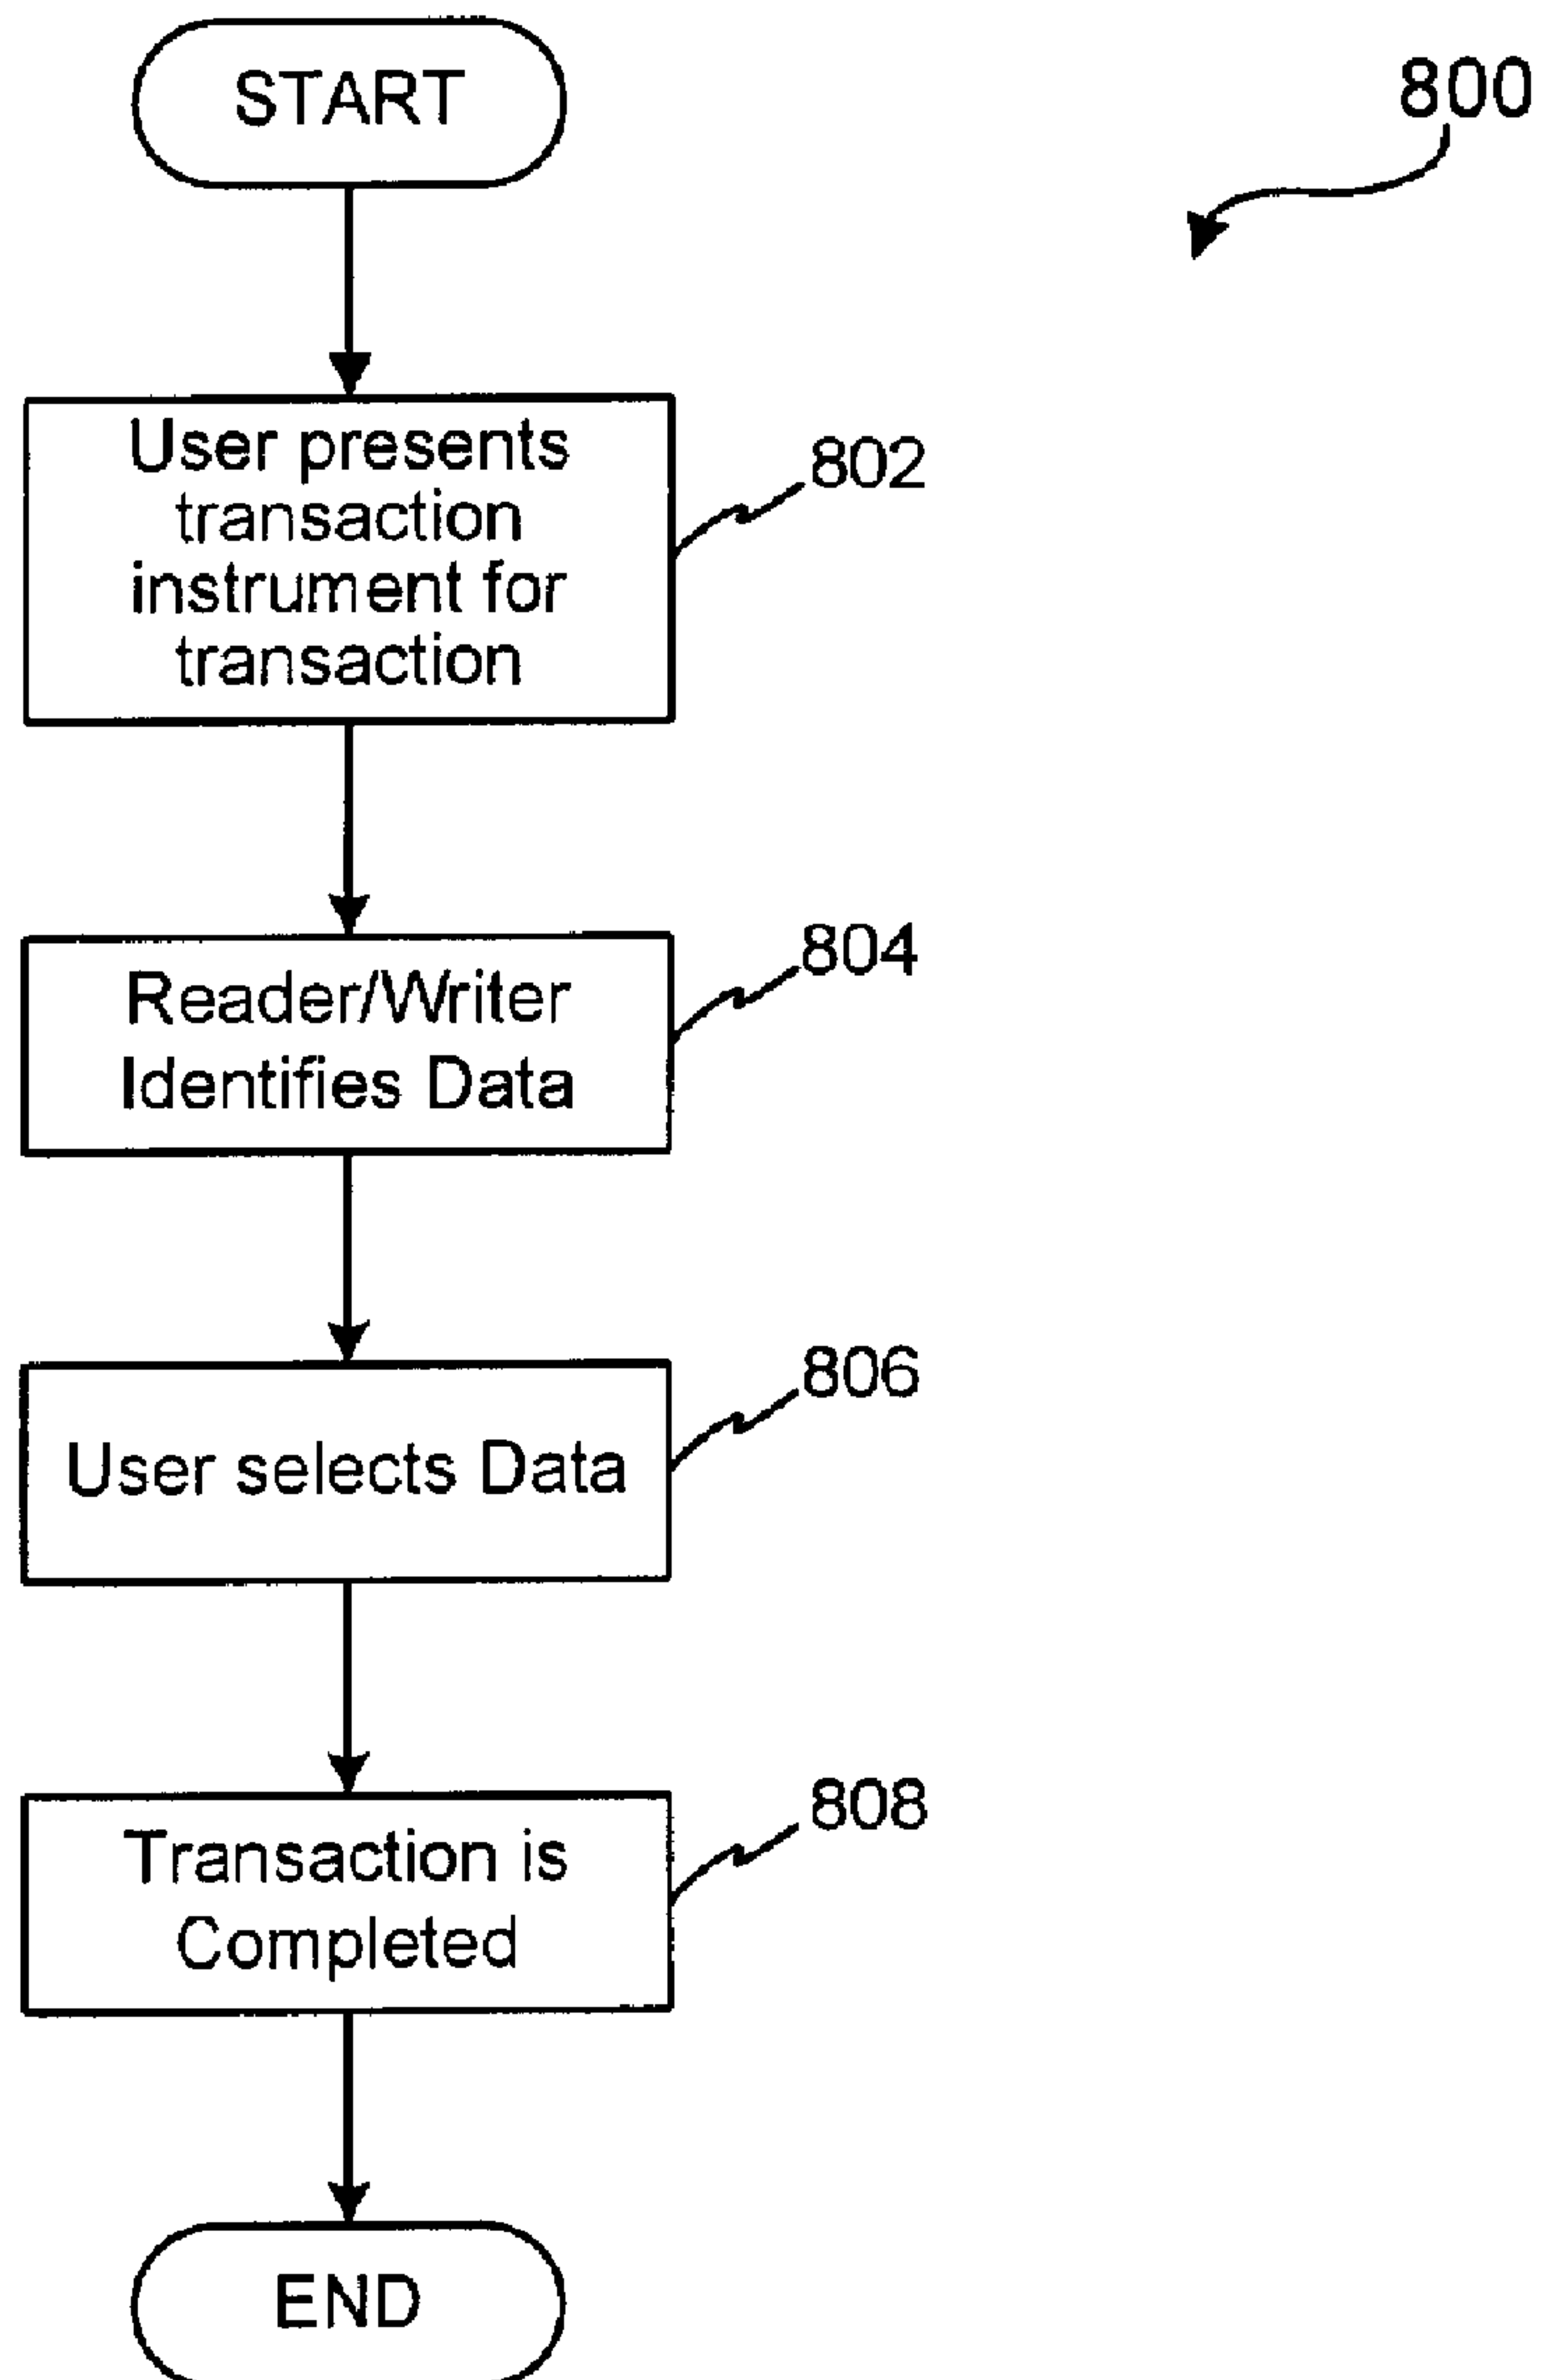 START
800
User presents
transaction
instrument for
transaction
802
Reader/Writer
Identifies Data
804
User selects Data
806
Transaction is
Completed
808
END